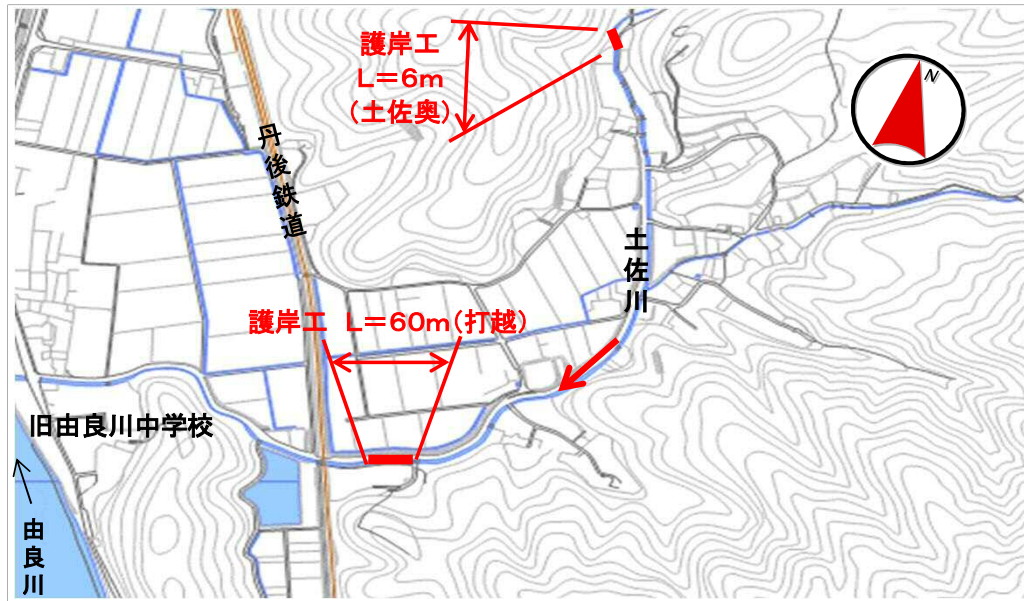 護岸工
L＝6m
(土佐奥)
N
丹後鉄道
土佐川
護岸工 L＝60m(打越)
旧由良川中学校
由良川